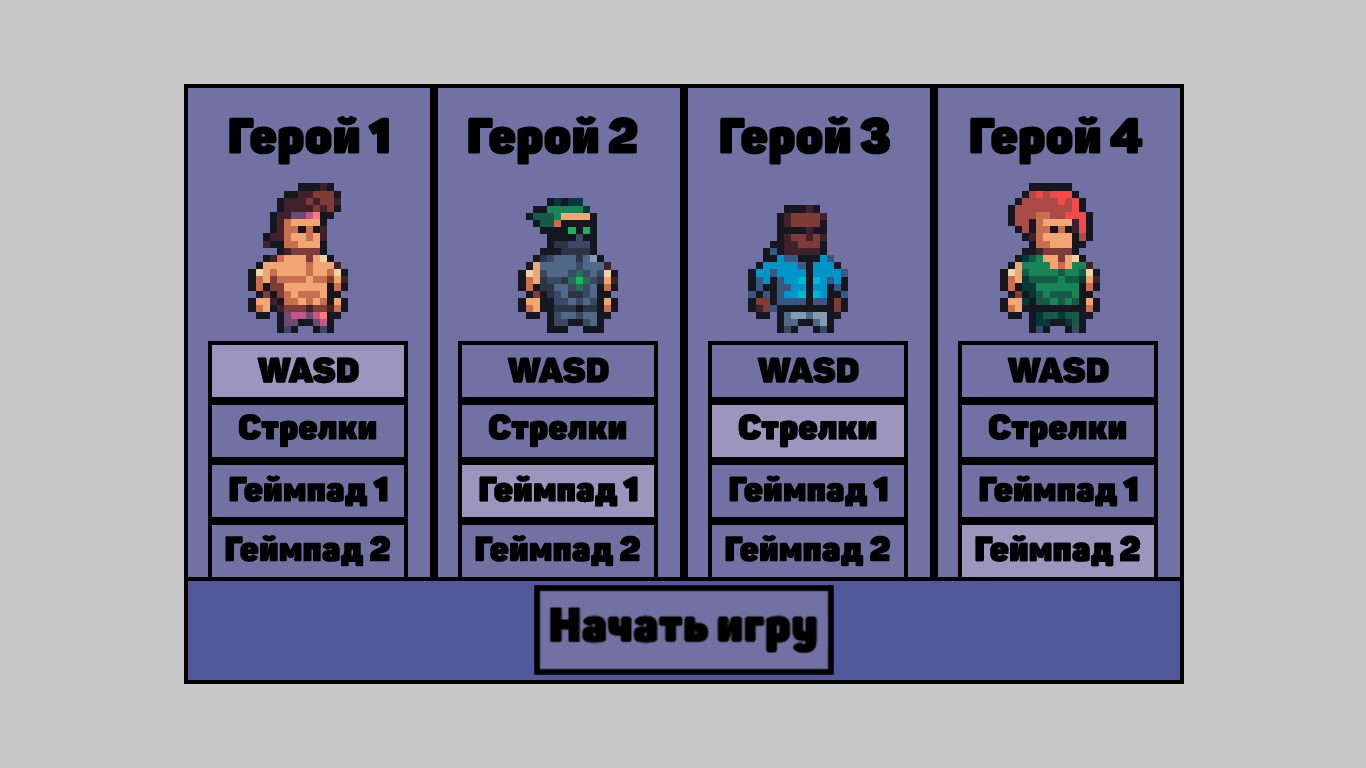 Герой 1
Герой 2
Герой 3
Герой 4
WASD
WASD
WASD
WASD
Стрелки
Стрелки
Стрелки
Стрелки
Геймпад 1
Геймпад 1
Геймпад 1
Геймпад 1
Геймпад 2
Геймпад 2
Геймпад 2
Геймпад 2
Начать игру